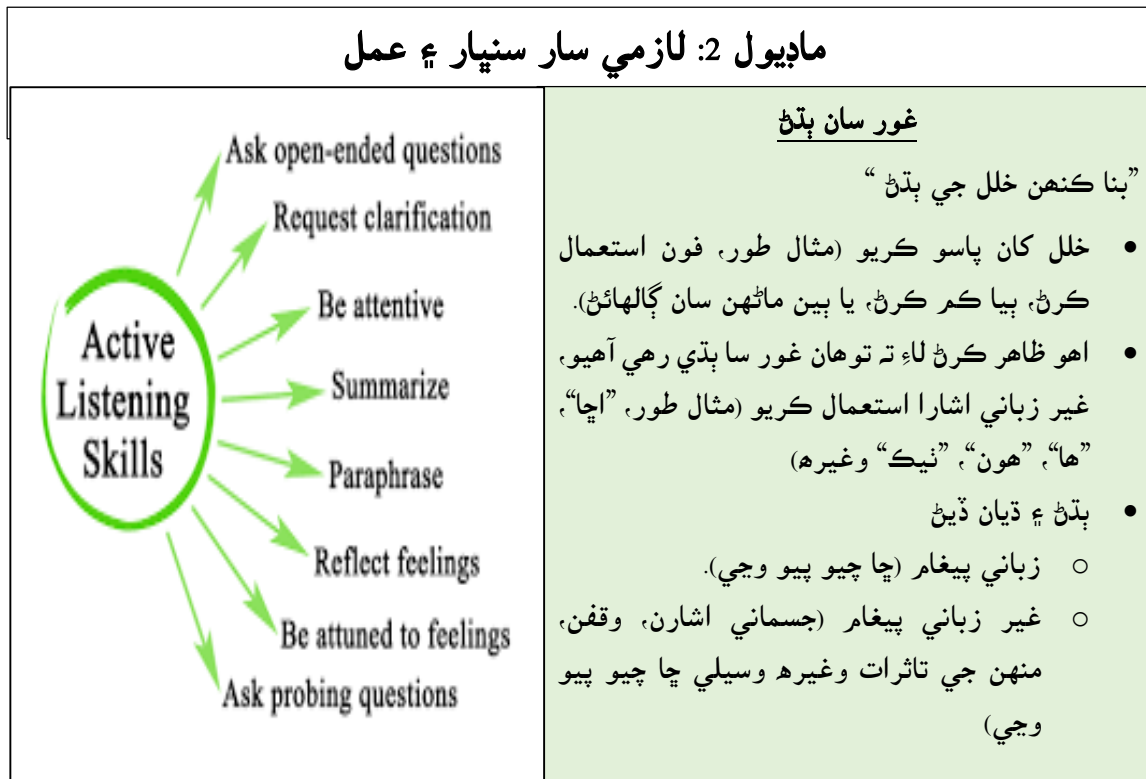 ماڊيول 2: لازمي سار سنڀار ۽ عمل
Ask open-ended questions
Request clarification
Be attentive
Summarize
Paraphrase
Reflect feelings
Be attuned to feelings
Ask probing questions
Active
Listening
Skills
غور سان ٻڌڻ
”بنا ڪنهن خلل جي ٻڌڻ “
• خلل کان پاسو ڪريو (مثال طور، فون استعمال
ڪرڻ، ٻيا ڪم ڪرڻ، يا ٻين ماڻهن سان ڳالهائڻ).
• اهو ظاهر ڪرڻ لاءِ ته توهان غور سا ٻڌي رهي آهيو،
غير زباني اشارا استعمال ڪريو (مثال طور، ”اڇا“،
”ها“، ”هون“، ”ٺيڪ“ وغيره)
• ٻڌڻ ۽ ڌيان ڏيڻ
o زباني پيغام (ڇا چيو پيو وڃي).
o غير زباني پيغام (جسماني اشارن، وقفن،
منهن جي تاثرات وغيره وسيلي ڇا چيو پيو
وڃي)